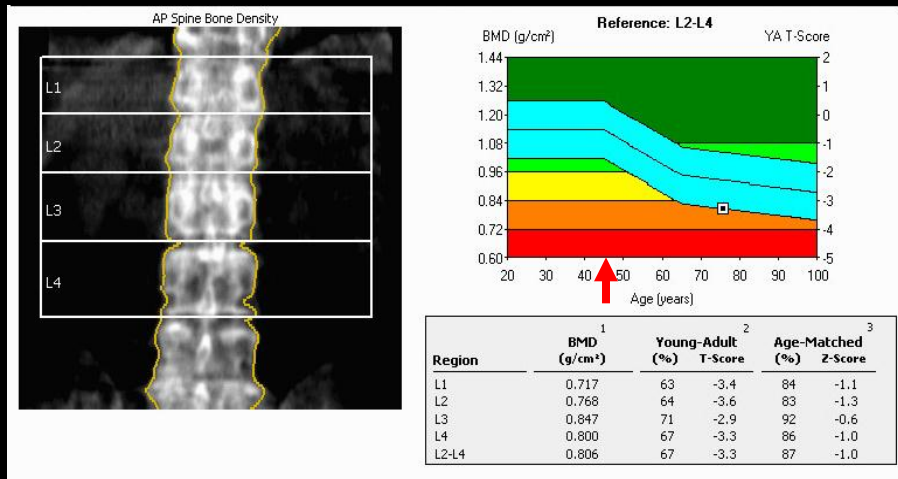 AP Spine Bone Density
L1
L2
L3
L4
Reference: L2-L4
BMD (g/cm²) YA T-Score
1.44 2
1.32 1
1.20 0
1.08 -1
0.96 -2
0.84 -3
0.72 -4
0.60 -5
20 30 40 50 60 70 80 90 100
Age (years)
1 2 3
BMD Young-Adult Age-Matched
Region (g/cm²) (%) T-Score (%) Z-Score
L1 0.717 63 -3.4 84 -1.1
L2 0.768 64 -3.6 83 -1.3
L3 0.847 71 -2.9 92 -0.6
L4 0.800 67 -3.3 86 -1.0
L2-L4 0.806 67 -3.3 87 -1.0